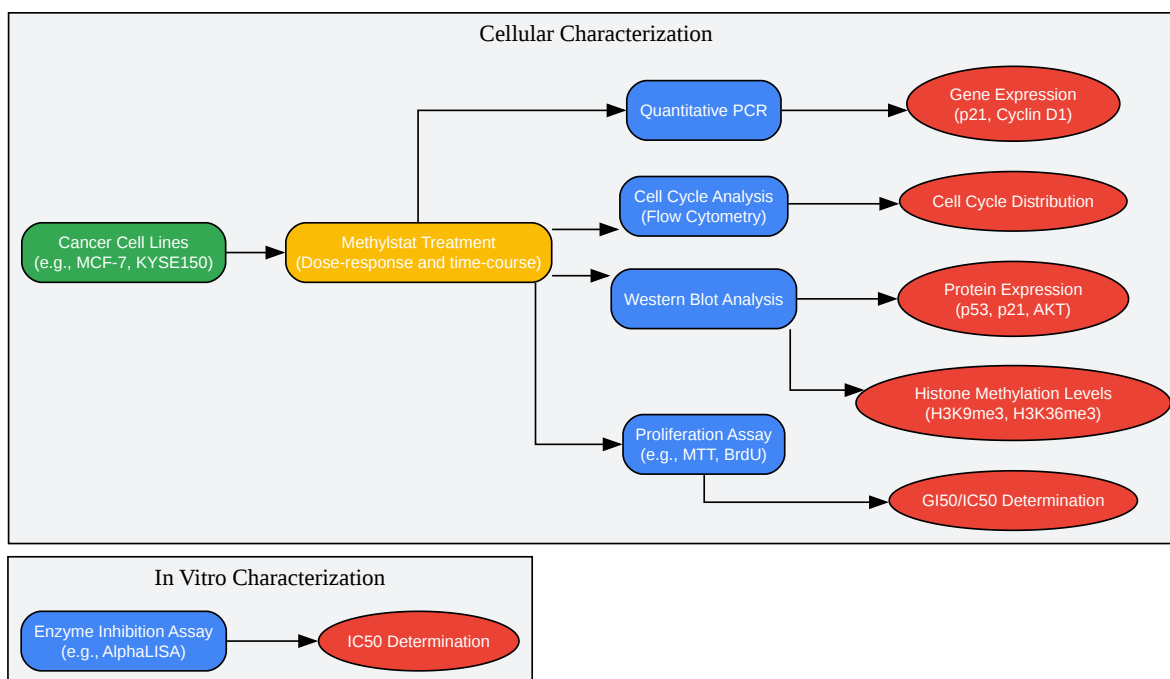 Cellular Characterization
Quantitative PCR
Gene Expression
(p21, Cyclin D1)
Cell Cycle Analysis
(Flow Cytometry)
Cell Cycle Distribution
Cancer Cell Lines
(e.g., MCF-7, KYSE150)
Methylstat Treatment
(Dose-response and time-course)
Western Blot Analysis
Protein Expression
(p53, p21, AKT)
Histone Methylation Levels
(H3K9me3, H3K36me3)
Proliferation Assay
(e.g., MTT, BrdU)
GI50/IC50 Determination
In Vitro Characterization
Enzyme Inhibition Assay
(e.g., AlphaLISA)
IC50 Determination